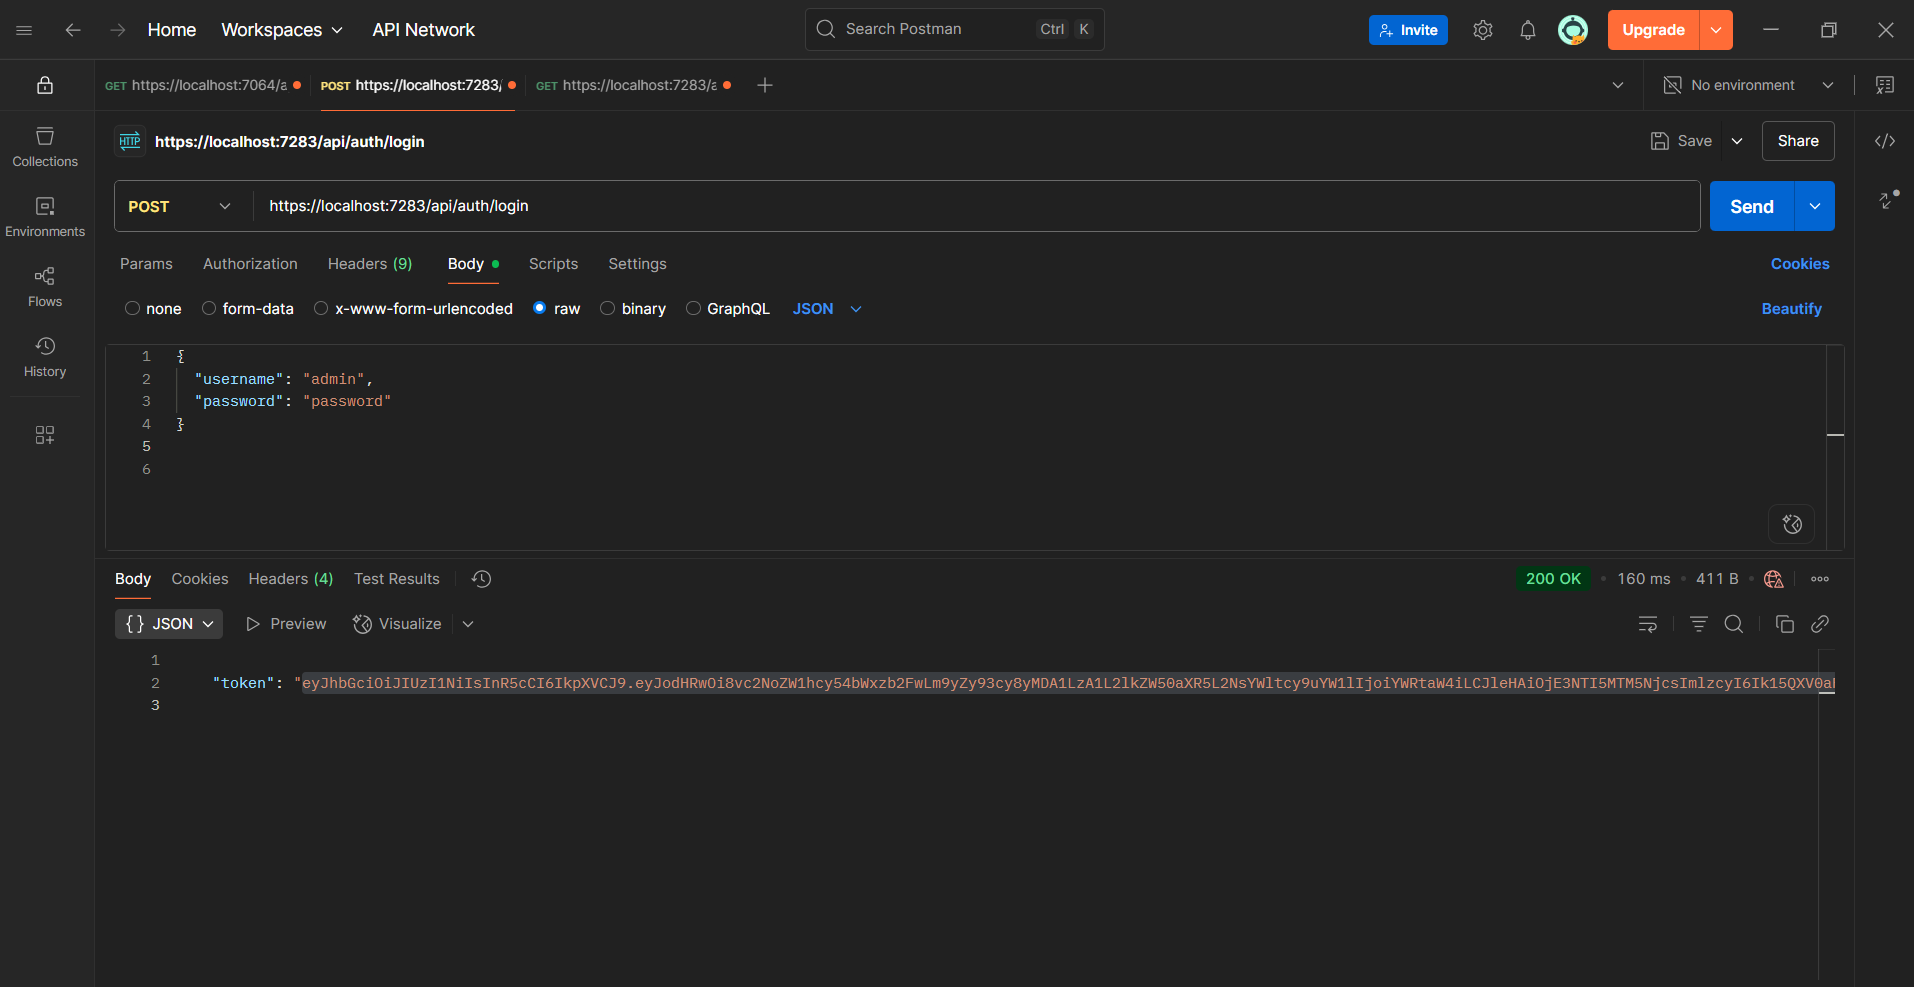 Home Workspaces API Network Search Postman Ctrl K Invite Upgrade
GET https://localhost:7064/a POST https://localhost:7283/ GET https://localhost:7283/a No environment
Collections
Environments
Flows
History
HTTP https://localhost:7283/api/auth/login Save Share
POST https://localhost:7283/api/auth/login Send
Params Authorization Headers (9) Body Scripts Settings Cookies
none form-data x-www-form-urlencoded raw binary GraphQL JSON Beautify
1 {
2 "username": "admin",
3 "password": "password"
4 }
5
6
Body Cookies Headers (4) Test Results 200 OK • 160 ms • 411 B
{} JSON Preview Visualize
1
2 "token": "eyJhbGciOiJIUzI1NiIsInR5cCI6IkpXVCJ9.eyJodHRwOi8vc2NoZW1hcy54bWxzb2FwLm9yZy93cy8yMDA1LzA1L2lkZW50aXR5L2NsYWltcy9uYW1lIjoiYWRtaW4iLCJleHAiOjE3NTI5MTM5NjcsImlzcyI6Ik15QXV0aI
3